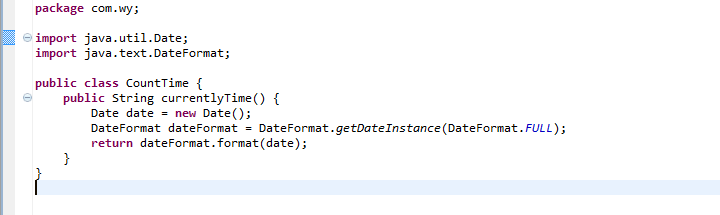 package com.wy;
import java.util.Date;
import java.text.DateFormat;
public class CountTime {
public String currentlyTime() {
Date date = new Date();
DateFormat dateFormat = DateFormat.getDateInstance(DateFormat.FULL);
return dateFormat.format(date);
}
}